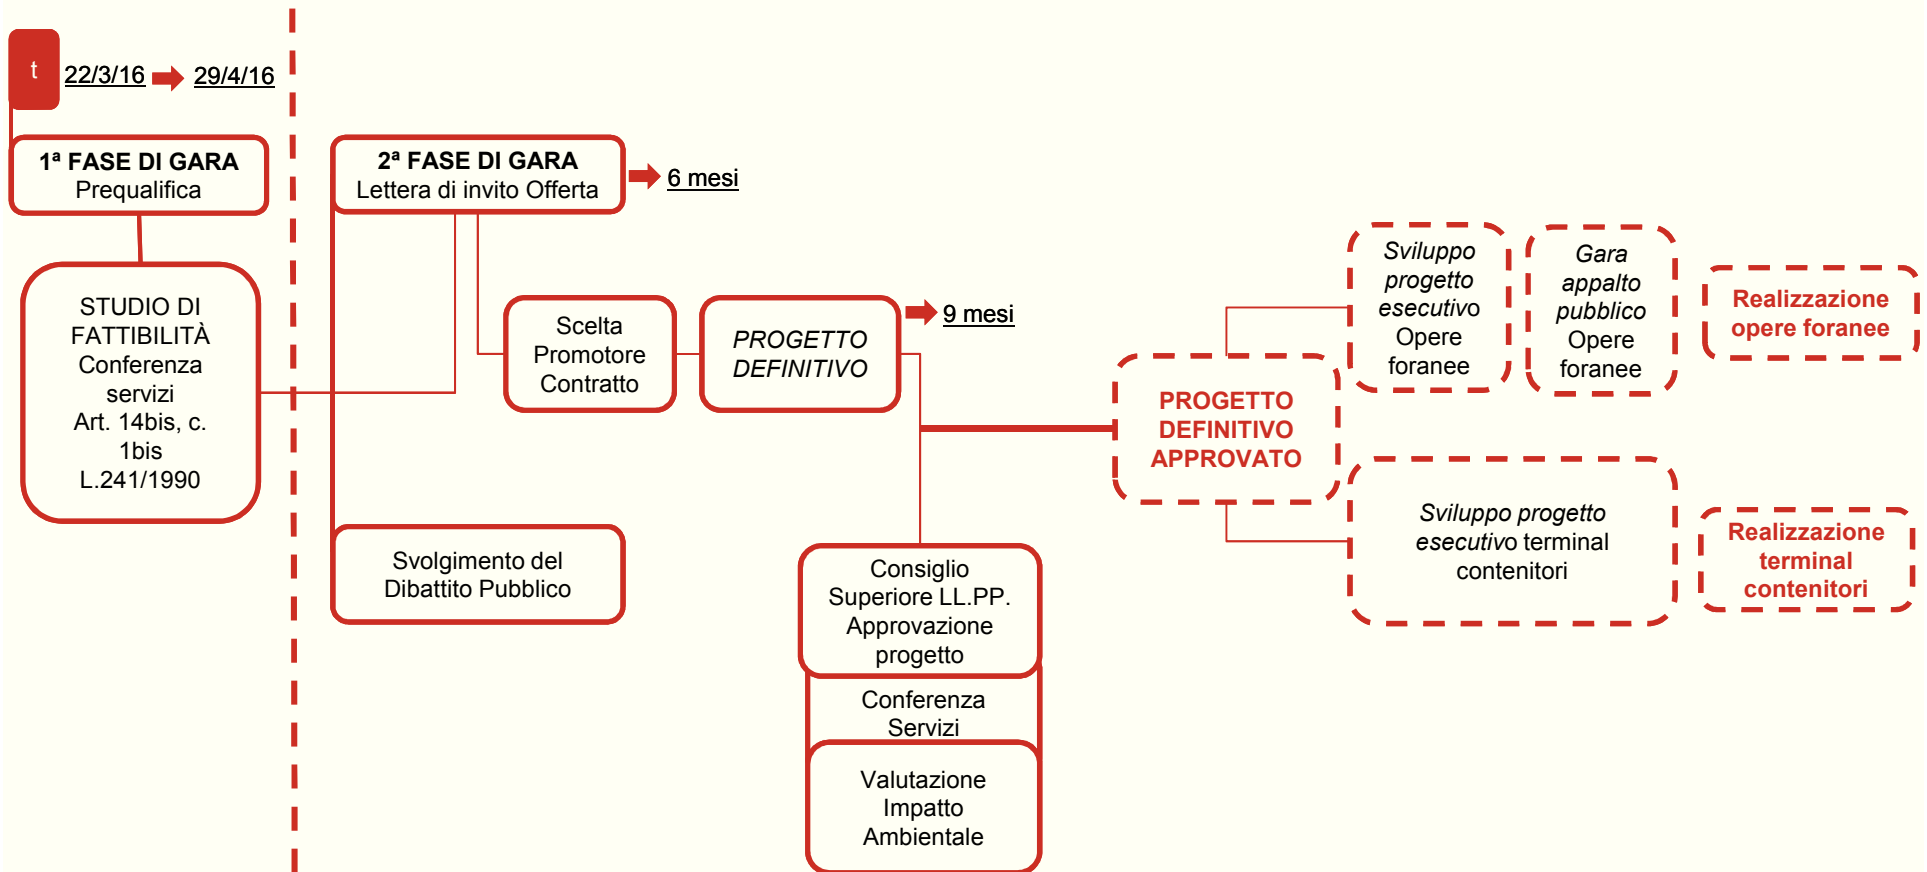 t
22/3/16
29/4/16
1ª FASE DI GARA
Prequalifica
STUDIO DI
FATTIBILITÀ
Conferenza
servizi
Art. 14bis, c.
1bis
L.241/1990
2ª FASE DI GARA
Lettera di invito Offerta
6 mesi
Scelta
Promotore
Contratto
PROGETTO
DEFINITIVO
9 mesi
Svolgimento del
Dibattito Pubblico
Consiglio
Superiore LL.PP.
Approvazione
progetto
Conferenza
Servizi
Valutazione
Impatto
Ambientale
PROGETTO
DEFINITIVO
APPROVATO
Sviluppo
progetto
esecutivo
Opere
foranee
Gara
appalto
pubblico
Opere
foranee
Realizzazione
opere foranee
Sviluppo progetto
esecutivo terminal
contenitori
Realizzazione
terminal
contenitori